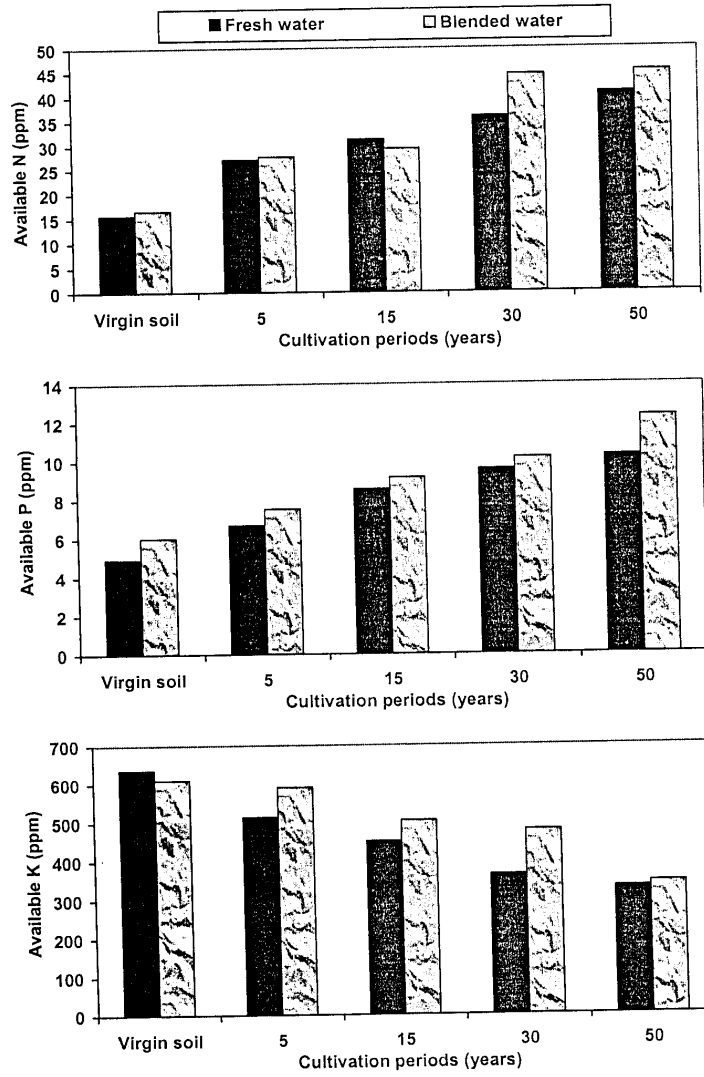 Fresh water Blended water
Available N (ppm)
50
45
40
35
30
25
20
15
10
5
0
Virgin soil 5 15 30 50
Cultivation periods (years)
Available P (ppm)
14
12
10
8
6
4
2
0
Virgin soil 5 15 30 50
Cultivation periods (years)
Available K (ppm)
700
600
500
400
300
200
100
0
Virgin soil 5 15 30 50
Cultivation periods (years)